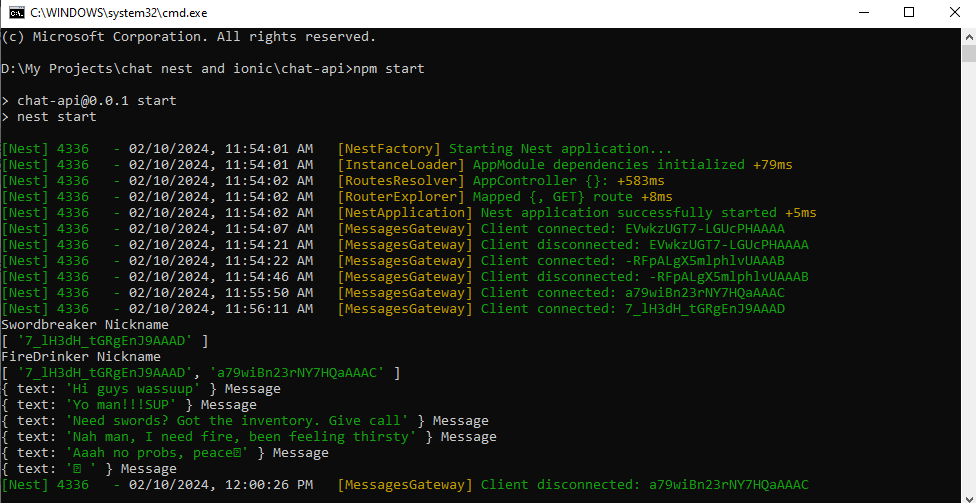 C:\WINDOWS\system32\cmd.exe
(c) Microsoft Corporation. All rights reserved.
D:\My Projects\chat nest and ionic\chat-api>npm start
> chat-api@0.0.1 start
> nest start
[Nest] 4336   - 02/10/2024, 11:54:01 AM   [NestFactory] Starting Nest application...
[Nest] 4336   - 02/10/2024, 11:54:01 AM   [InstanceLoader] AppModule dependencies initialized +79ms
[Nest] 4336   - 02/10/2024, 11:54:02 AM   [RoutesResolver] AppController {}: +583ms
[Nest] 4336   - 02/10/2024, 11:54:02 AM   [RouterExplorer] Mapped {, GET} route +8ms
[Nest] 4336   - 02/10/2024, 11:54:02 AM   [NestApplication] Nest application successfully started +5ms
[Nest] 4336   - 02/10/2024, 11:54:07 AM   [MessagesGateway] Client connected: EVwkzUGT7-LGUcPHAAAA
[Nest] 4336   - 02/10/2024, 11:54:21 AM   [MessagesGateway] Client disconnected: EVwkzUGT7-LGUcPHAAAA
[Nest] 4336   - 02/10/2024, 11:54:22 AM   [MessagesGateway] Client connected: -RFpALgX5mlphlvUAAAB
[Nest] 4336   - 02/10/2024, 11:54:46 AM   [MessagesGateway] Client disconnected: -RFpALgX5mlphlvUAAAB
[Nest] 4336   - 02/10/2024, 11:55:50 AM   [MessagesGateway] Client connected: a79wiBn23rNY7HQaAAAC
[Nest] 4336   - 02/10/2024, 11:56:11 AM   [MessagesGateway] Client connected: 7_lH3dH_tGRgEnJ9AAAD
Swordbreaker Nickname
[ '7_lH3dH_tGRgEnJ9AAAD' ]
FireDrinker Nickname
[ '7_lH3dH_tGRgEnJ9AAAD', 'a79wiBn23rNY7HQaAAAC' ]
{ text: 'Hi guys wassuup' } Message
{ text: 'Yo man!!!SUP' } Message
{ text: 'Need swords? Got the inventory. Give call' } Message
{ text: 'Nah man, I need fire, been feeling thirsty' } Message
{ text: 'Aaah no probs, peace�' } Message
{ text: '� ' } Message
[Nest] 4336   - 02/10/2024, 12:00:26 PM   [MessagesGateway] Client disconnected: a79wiBn23rNY7HQaAAAC